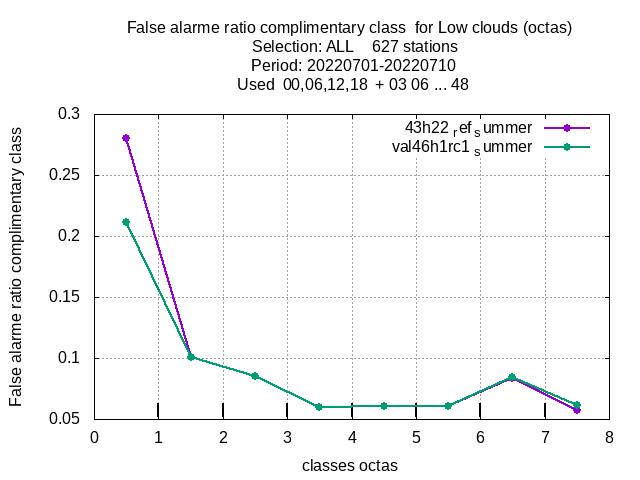 False alarme ratio complimentary class  for Low clouds (octas)
Selection: ALL    627 stations
Period: 20220701-20220710
Used  00,06,12,18  + 03 06 ... 48
43h22 ref summer
val46h1rc1 summer
False alarme ratio complimentary class
0.3
0.25
0.2
0.15
0.1
0.05
0 1 2 3 4 5 6 7 8
classes octas